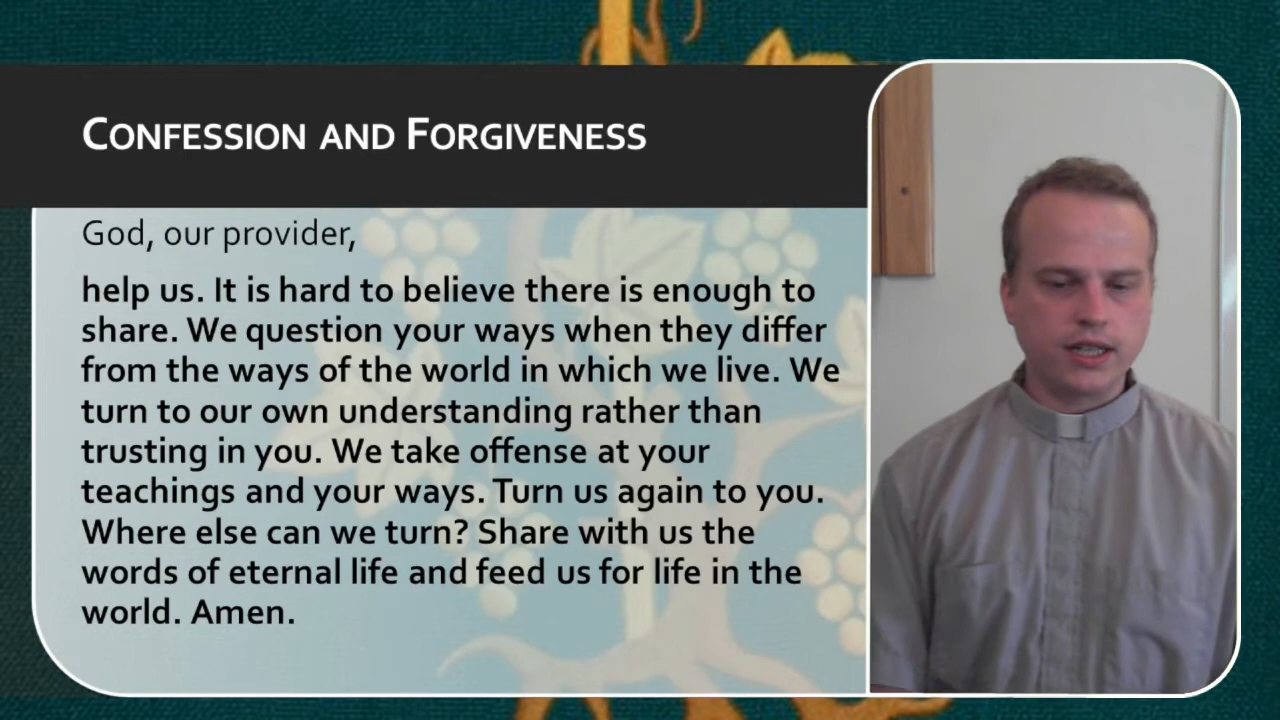 CONFESSION AND FORGIVENESS
God, our provider,
help us. It is hard to believe there is enough to
share. We question your ways when they differ
from the ways of the world in which we live. We
turn to our own understanding rather than
trusting in you. We take offense at your
teachings and your ways. Turn us again to you.
Where else can we turn? Share with us the
words of eternal life and feed us for life in the
world. Amen.